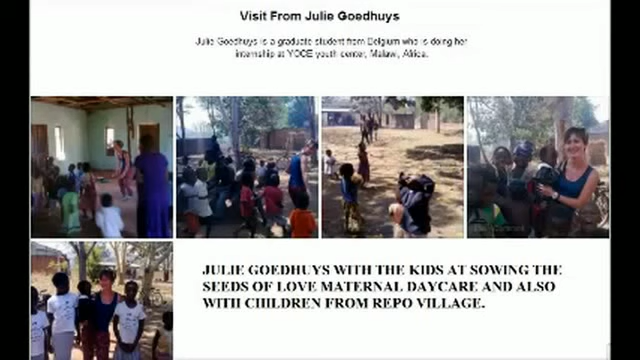 Visit From Julie Goedhuys
Julie Goedhuys is a graduate student from Belgium who is doing her
internship at YOCE youth center, Malawi, Africa.
JULIE GOEDHUYS WITH THE KIDS AT SOWING THE
SEEDS OF LOVE MATERNAL DAYCARE AND ALSO
WITH CHILDREN FROM REPO VILLAGE.